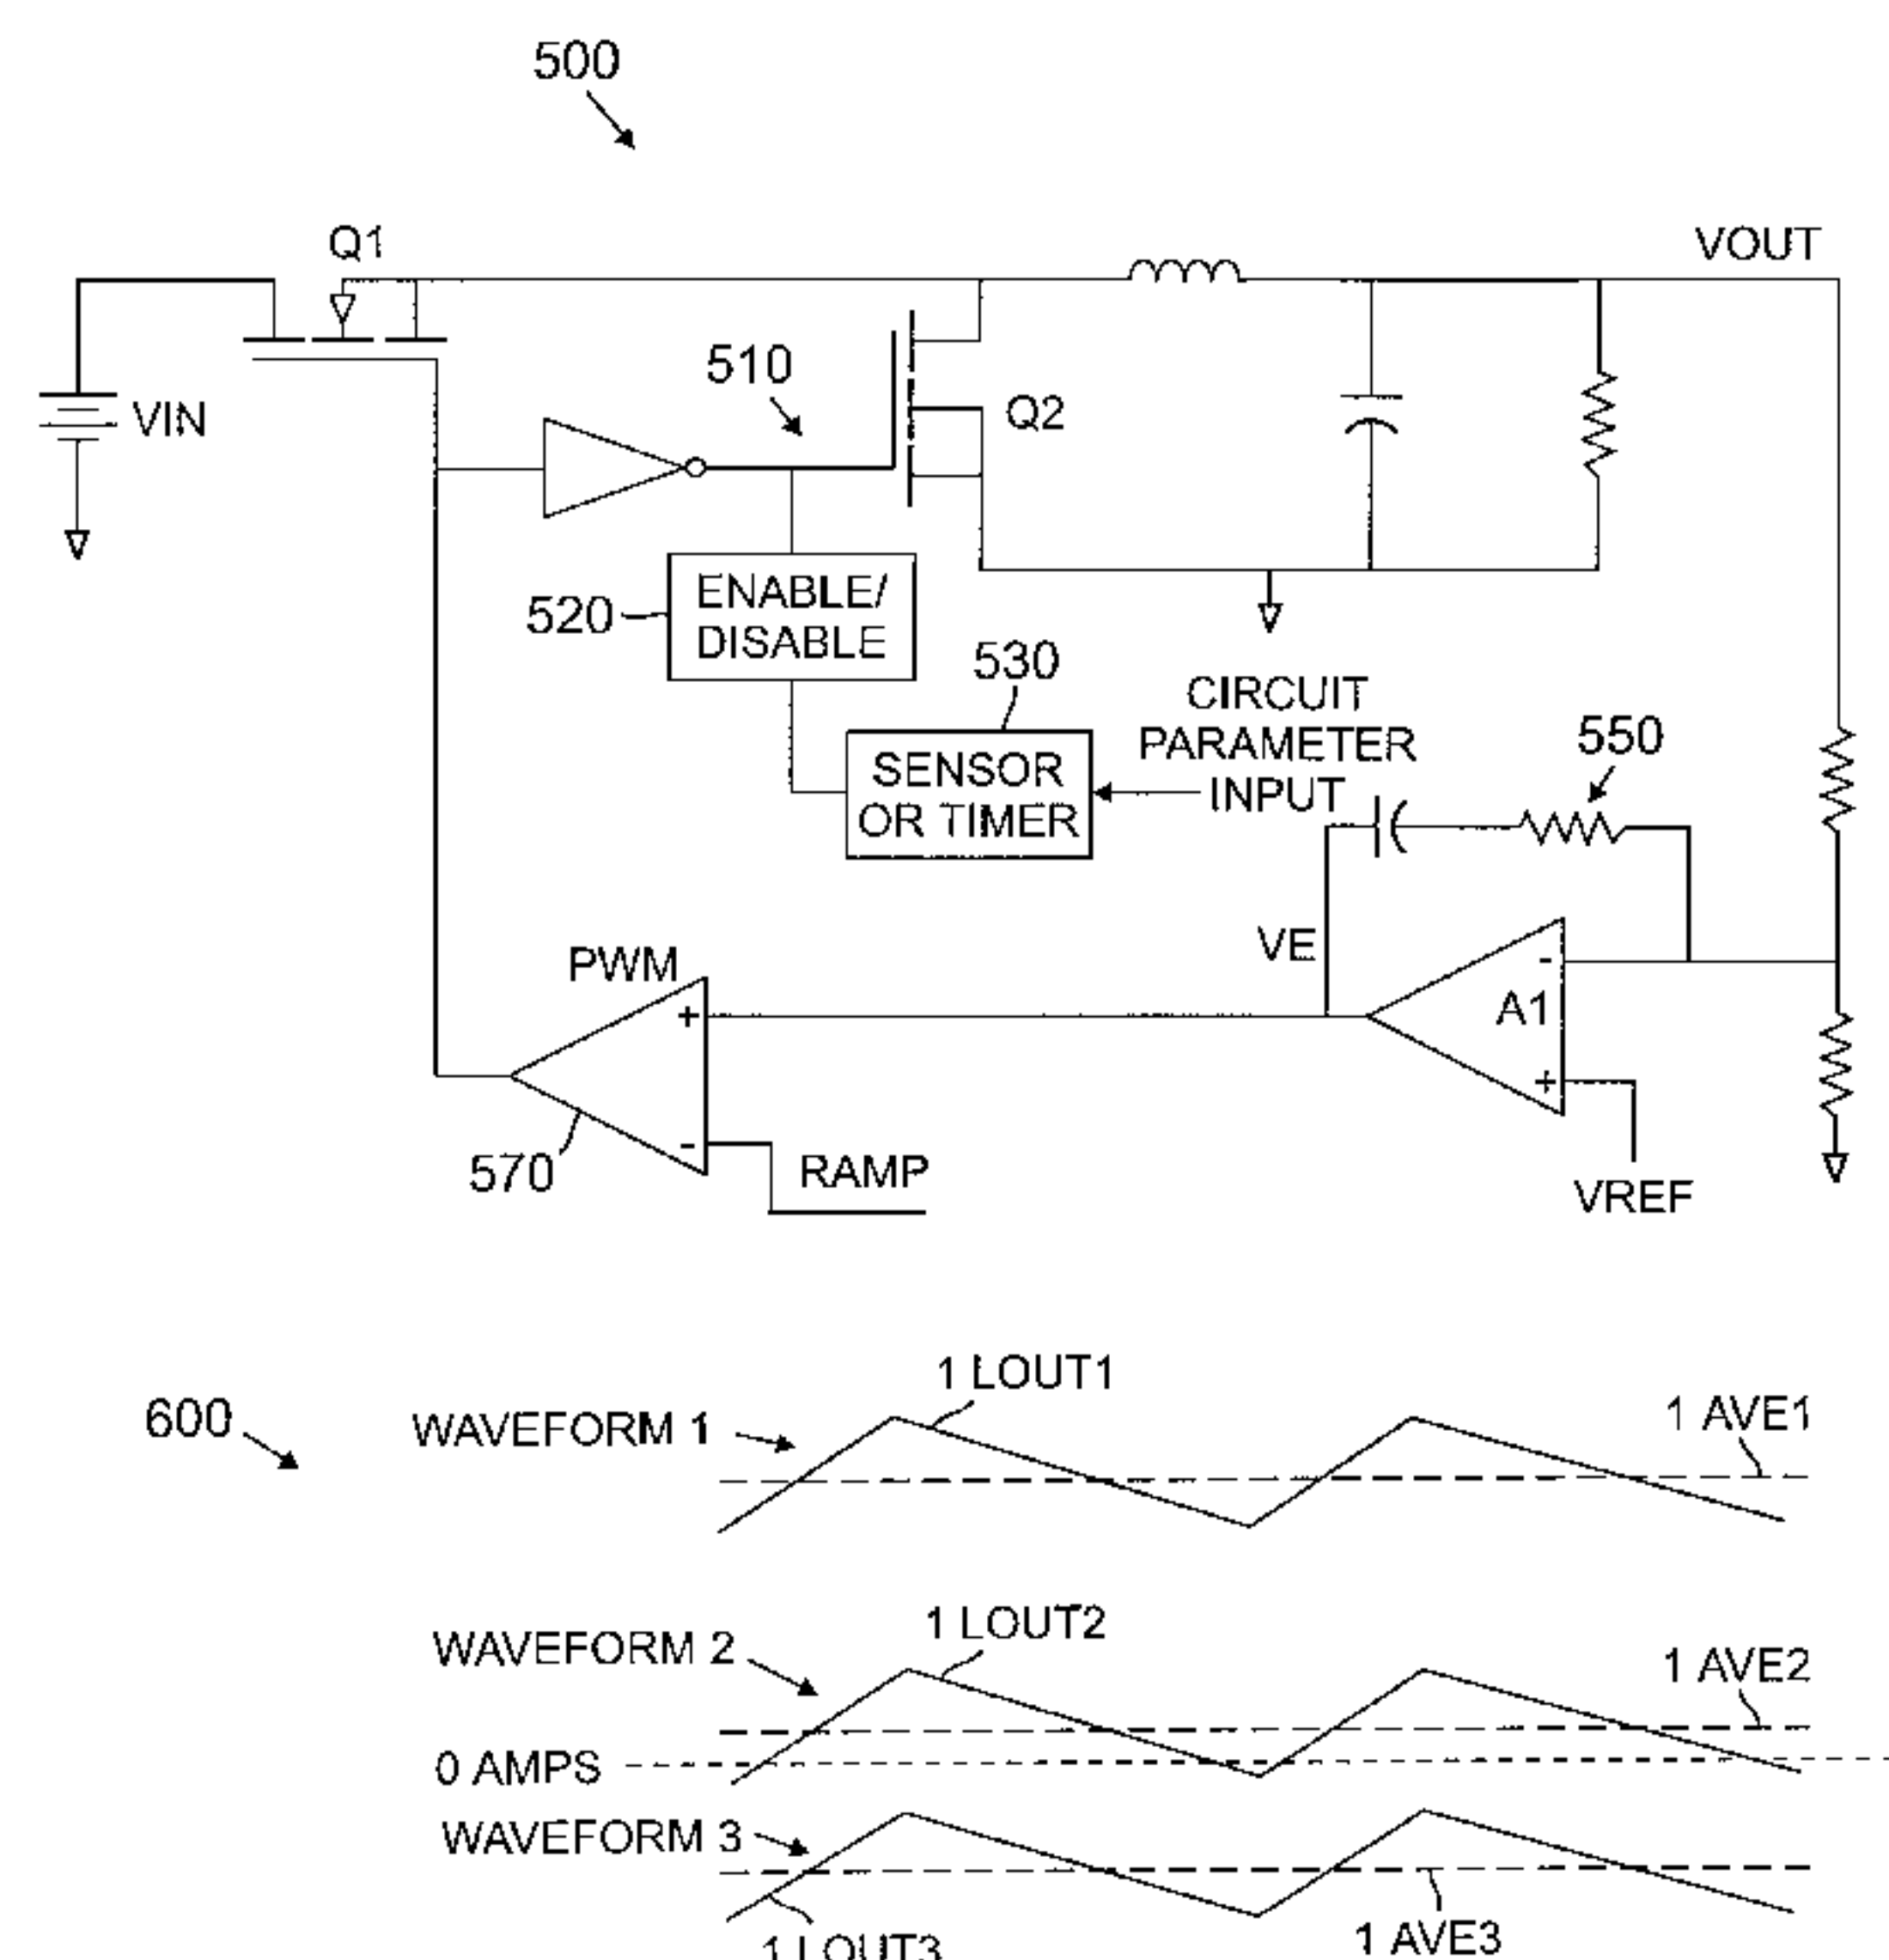 500
Q1
VOUT
510
VIN
Q2
ENABLE/
DISABLE
520
530
CIRCUIT
PARAMETER
INPUT
550
SENSOR
OR TIMER
VE
PWM
-
+
A1
+
-
570
RAMP
VREF
600
WAVEFORM 1
1 LOUT1
1 AVE1
WAVEFORM 2
1 LOUT2
1 AVE2
0 AMPS
WAVEFORM 3
1 LOUT3
1 AVE3